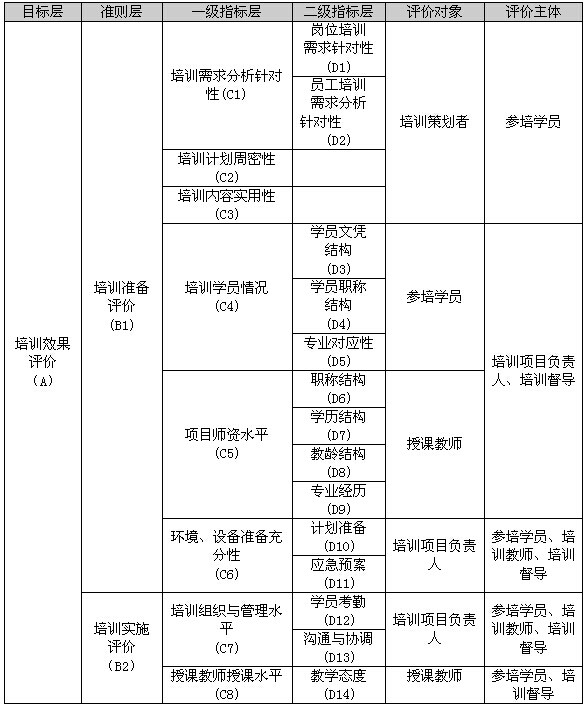 目标层 准则层 一级指标层 二级指标层 评价对象 评价主体
培训效果
评价
(A)
培训准备
评价
(B1)
培训需求分析针对
性(C1)
岗位培训
需求针对性
(D1)
员工培训
需求分析
针对性
(D2)
培训策划者
参培学员
培训计划周密性
(C2)
培训内容实用性
(C3)
培训学员情况
(C4)
学员文凭
结构
(D3)
学员职称
结构
(D4)
专业对应性
(D5)
参培学员
培训项目负责
人、培训督导
项目师资水平
(C5)
职称结构
(D6)
学历结构
(D7)
教龄结构
(D8)
专业经历
(D9)
授课教师
环境、设备准备充
分性
(C6)
计划准备
(D10)
应急预案
(D11)
培训项目负责
人
参培学员、培
训教师、培训
督导
培训实施
评价
(B2)
培训组织与管理水
平
(C7)
学员考勤
(D12)
沟通与协调
(D13)
培训项目负责
人
参培学员、培
训教师、培训
督导
授课教师授课水平
(C8)
教学态度
(D14)
授课教师
参培学员、培
训督导